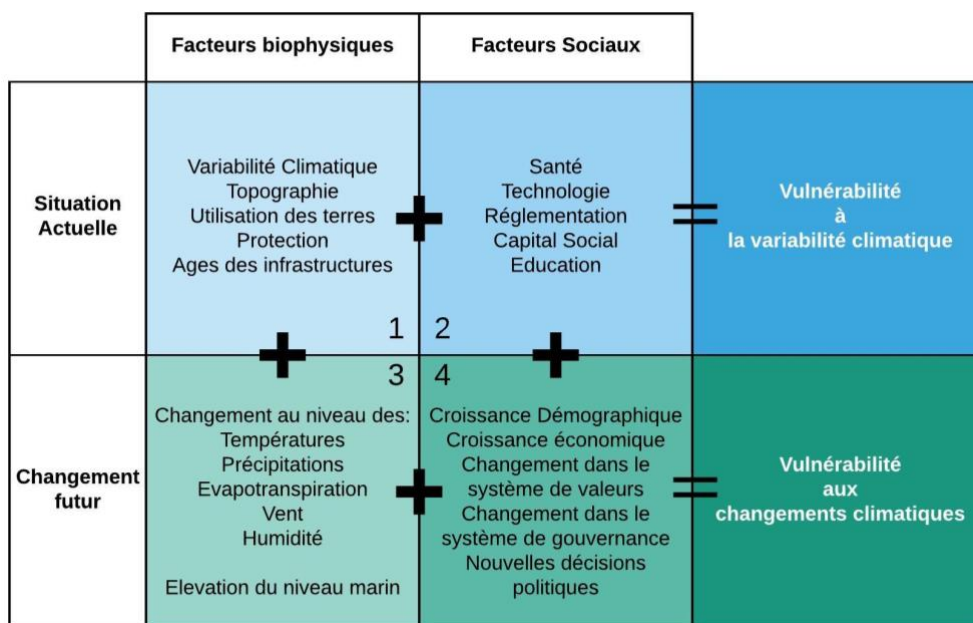 Facteurs biophysiques
Facteurs Sociaux
Situation
Actuelle
Variabilité Climatique
Topographie
Utilisation des terres
Protection
Ages des infrastructures
1
+
Santé
Technologie
Réglementation
Capital Social
Education
2
=
Vulnérabilité
à
la variabilité climatique
+
+
Changement
futur
3
Changement au niveau des:
Températures
Précipitations
Evapotranspiration
Vent
Humidité
Elevation du niveau marin
+
4
Croissance Démographique
Croissance économique
Changement dans le
système de valeurs
Changement dans le
système de gouvernance
Nouvelles décisions
politiques
=
Vulnérabilité
aux
changements climatiques